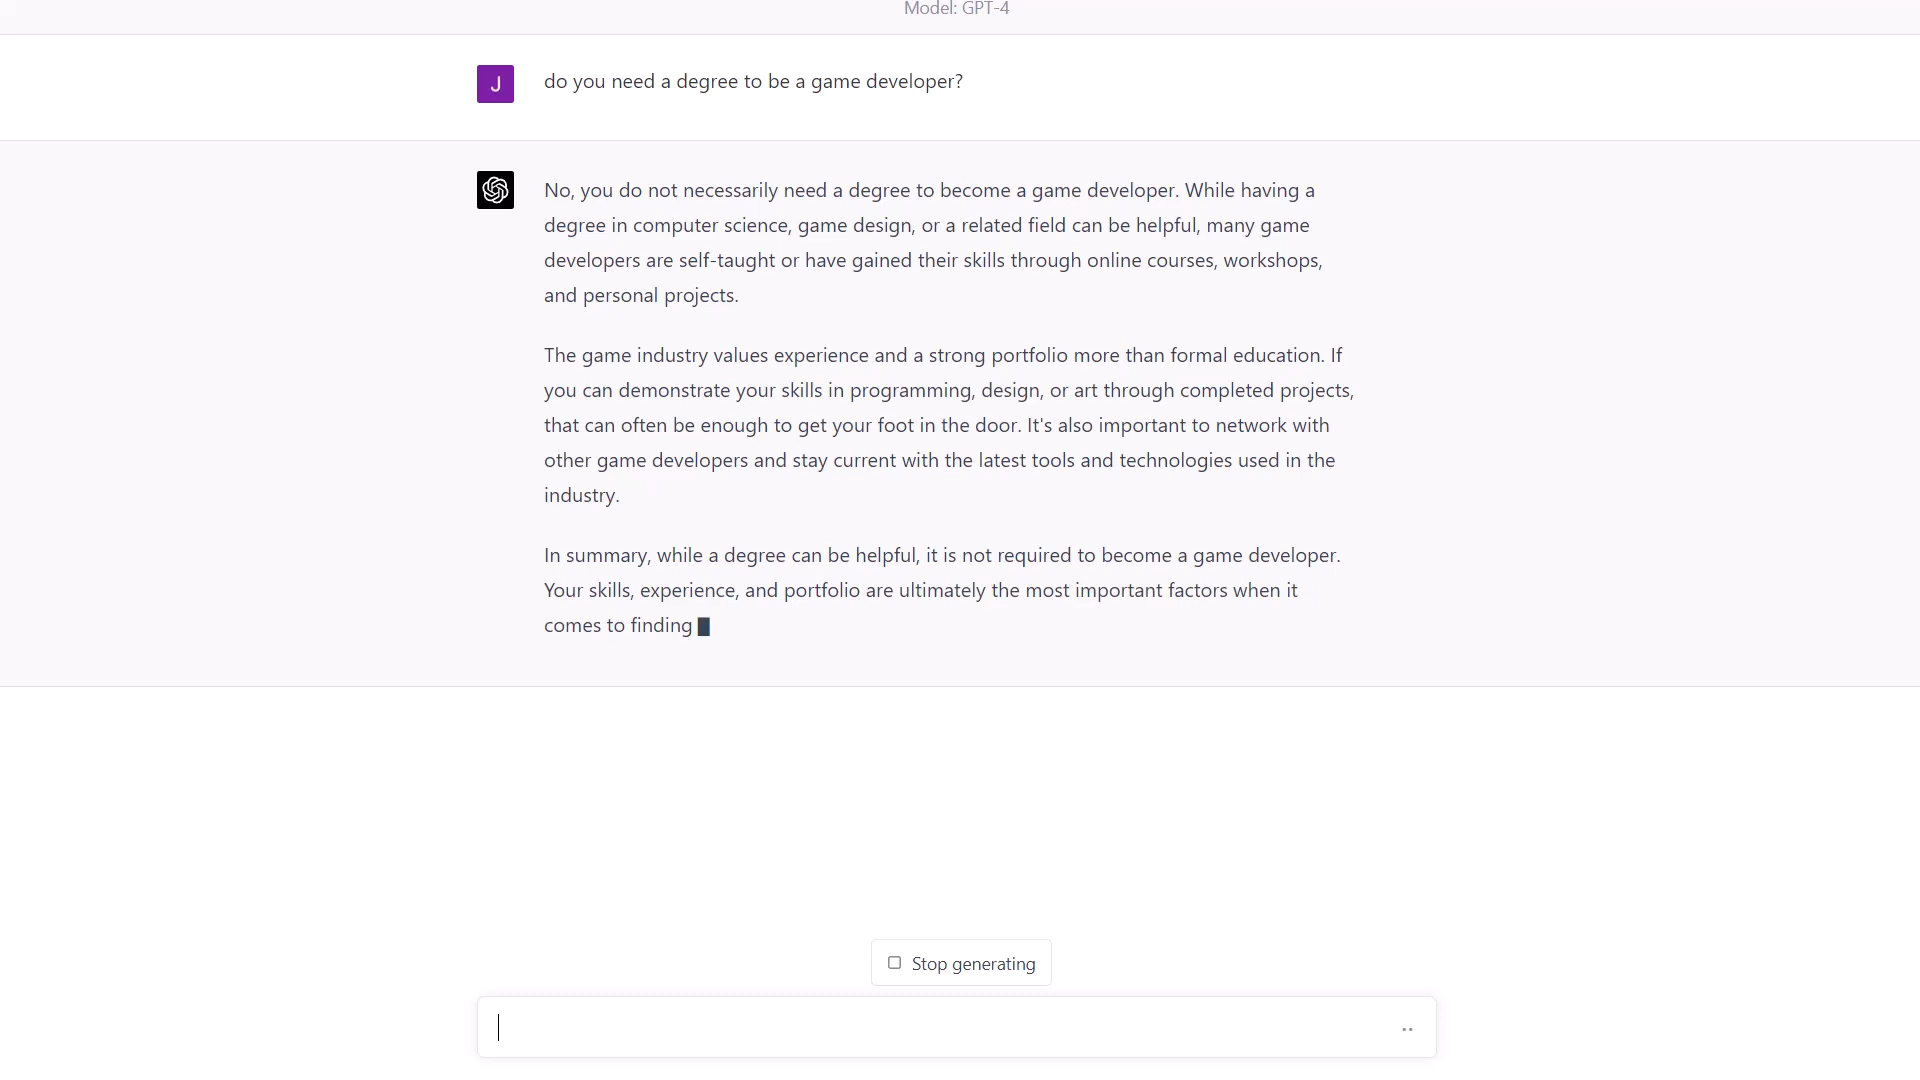 Model: GPT-4
J
do you need a degree to be a game developer?
No, you do not necessarily need a degree to become a game developer. While having a
degree in computer science, game design, or a related field can be helpful, many game
developers are self-taught or have gained their skills through online courses, workshops,
and personal projects.
The game industry values experience and a strong portfolio more than formal education. If
you can demonstrate your skills in programming, design, or art through completed projects,
that can often be enough to get your foot in the door. It's also important to network with
other game developers and stay current with the latest tools and technologies used in the
industry.
In summary, while a degree can be helpful, it is not required to become a game developer.
Your skills, experience, and portfolio are ultimately the most important factors when it
comes to finding
Stop generating